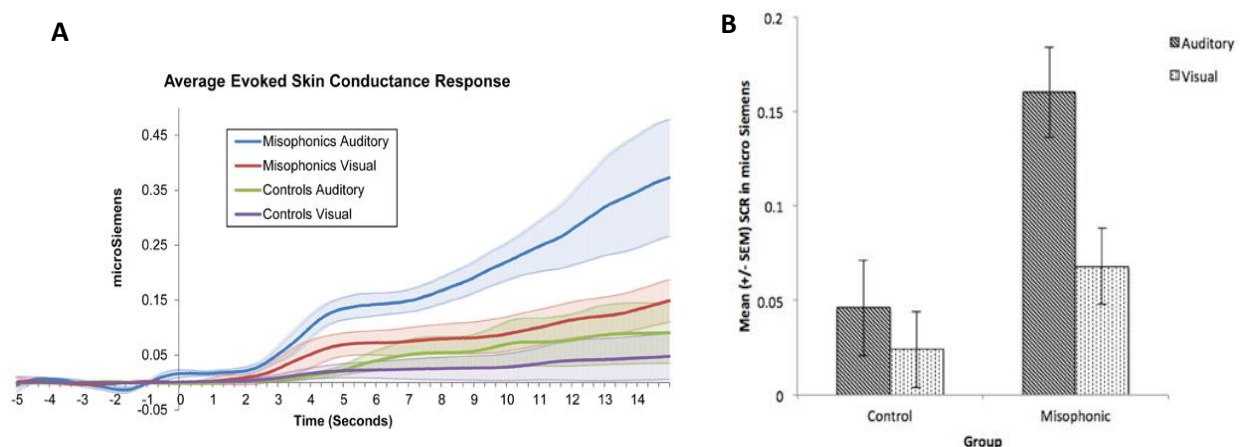 A
Average Evoked Skin Conductance Response
microSiemens
0.45
0.35
0.25
0.15
0.05
-0.05
Misophonics Auditory
Misophonics Visual
Controls Auditory
Controls Visual
-5 -4 -3 -2 -1 0 1 2 3 4 5 6 7 8 9 10 11 12 13 14
Time (Seconds)
B
Mean (+/- SEM) SCR in micro Siemens
0.2
0.15
0.1
0.05
0
Auditory
Visual
Control Misophonic
Group